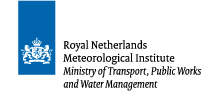 Royal Netherlands
Meteorological Institute
Ministry of Transport, Public Works
and Water Management